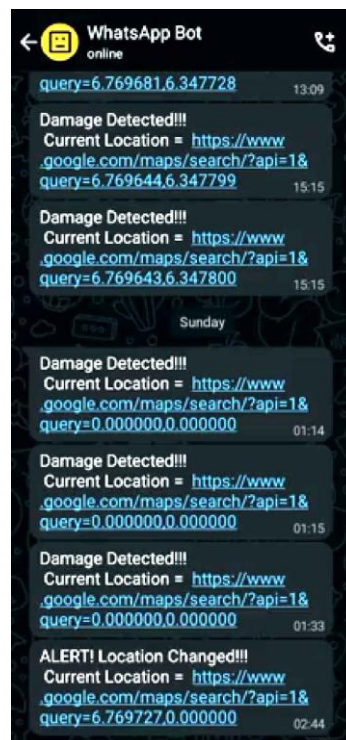 WhatsApp Bot
online
query=6.769681,6.347728
13:09
Damage Detected!!!
Current Location = https://www
.google.com/maps/search/?api=1&
query=6.769644,6.347799
15:15
Damage Detected!!!
Current Location = https://www
.google.com/maps/search/?api=1&
query=6.769643,6.347800
15:15
Sunday
Damage Detected!!!
Current Location = https://www
.google.com/maps/search/?api=1&
query=0.000000,0.000000
01:14
Damage Detected!!!
Current Location = https://www
.google.com/maps/search/?api=1&
query=0.000000,0.000000
01:15
Damage Detected!!!
Current Location = https://www
.google.com/maps/search/?api=1&
query=0.000000,0.000000
01:33
ALERT! Location Changed!!!
Current Location = https://www
.google.com/maps/search/?api=1&
query=6.769727,0.000000
02:44